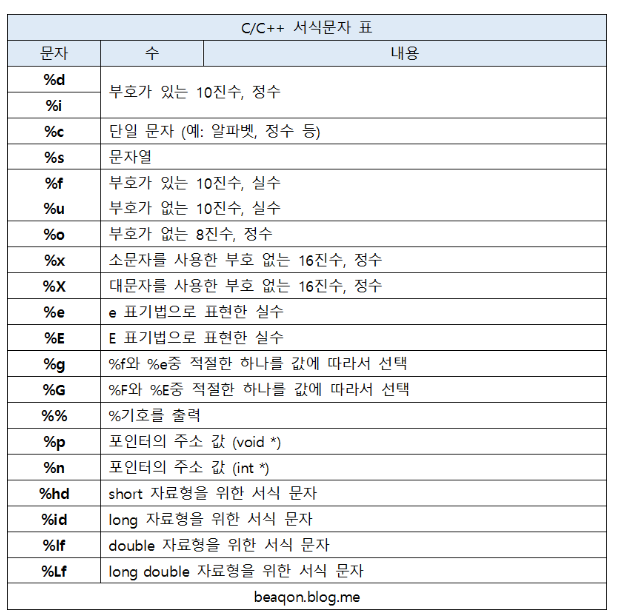 C/C++ 서식문자 표
문자 수 내용
%d
부호가 있는 10진수, 정수
%i
%c 단일 문자 (예: 알파벳, 정수 등)
%s 문자열
%f 부호가 있는 10진수, 실수
%u 부호가 없는 10진수, 실수
%o 부호가 없는 8진수, 정수
%x 소문자를 사용한 부호 없는 16진수, 정수
%X 대문자를 사용한 부호 없는 16진수, 정수
%e e 표기법으로 표현한 실수
%E E 표기법으로 표현한 실수
%g %f와 %e중 적절한 하나를 값에 따라서 선택
%G %F와 %E중 적절한 하나를 값에 따라서 선택
%% %기호를 출력
%p 포인터의 주소 값 (void *)
%n 포인터의 주소 값 (int *)
%hd short 자료형을 위한 서식 문자
%id long 자료형을 위한 서식 문자
%lf double 자료형을 위한 서식 문자
%Lf long double 자료형을 위한 서식 문자
beaqon.blog.me